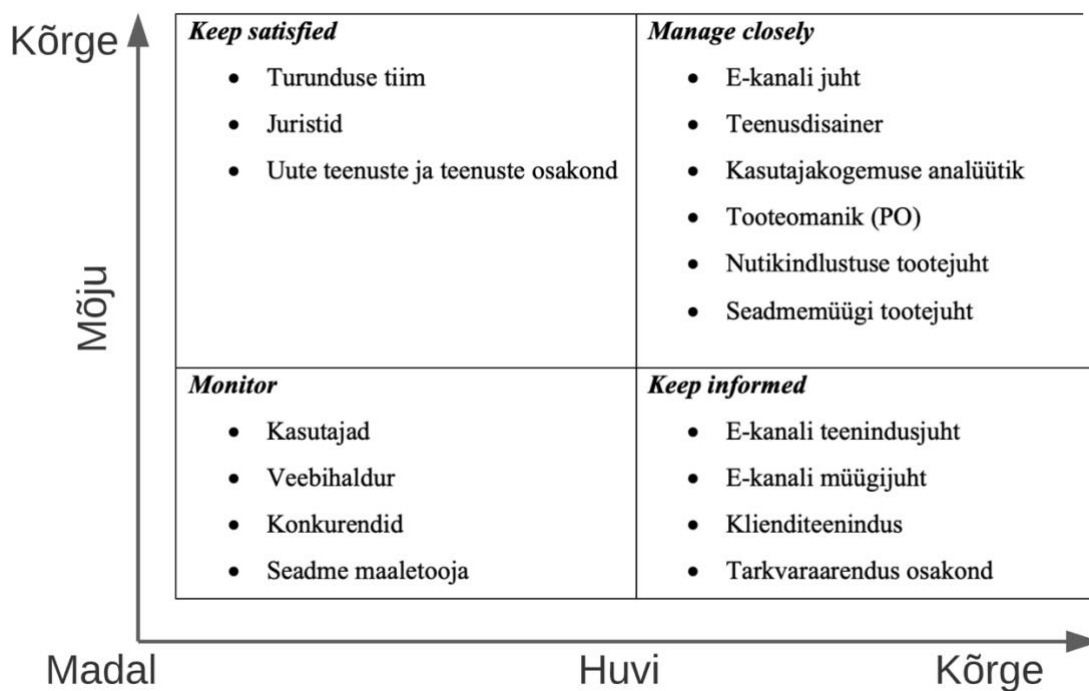 Kõrge
Mõju
Keep satisfied
• Turunduse tiim
• Juristid
• Uute teenuste ja teenuste osakond
Manage closely
• E-kanali juht
• Teenusdisainer
• Kasutajakogemuse analüütik
• Tooteomanik (PO)
• Nutikindlustuse tootejuht
• Seadmemüügi tootejuht
Monitor
• Kasutajad
• Veebihaldur
• Konkurendid
• Seadme maaletooja
Keep informed
• E-kanali teenindusjuht
• E-kanali müügijuht
• Klienditeenindus
• Tarkvaraarendus osakond
Madal
Huvi
Kõrge